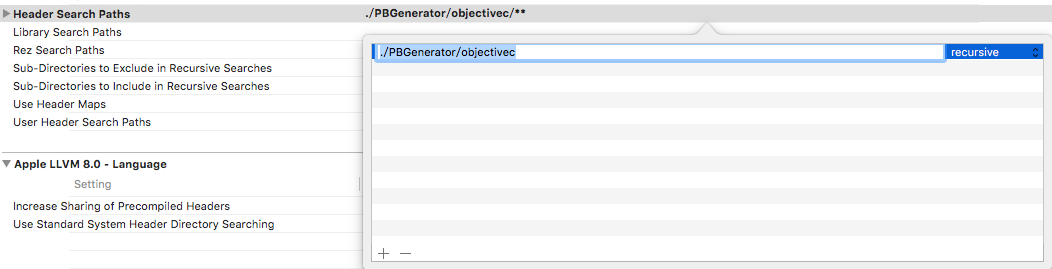 Header Search Paths ./PBGenerator/objectivec/**
Library Search Paths
Rez Search Paths
./PBGenerator/objectivec recursive
Sub-Directories to Exclude in Recursive Searches
Sub-Directories to Include in Recursive Searches
Use Header Maps
User Header Search Paths
Apple LLVM 8.0 - Language
Setting
Increase Sharing of Precompiled Headers
Use Standard System Header Directory Searching